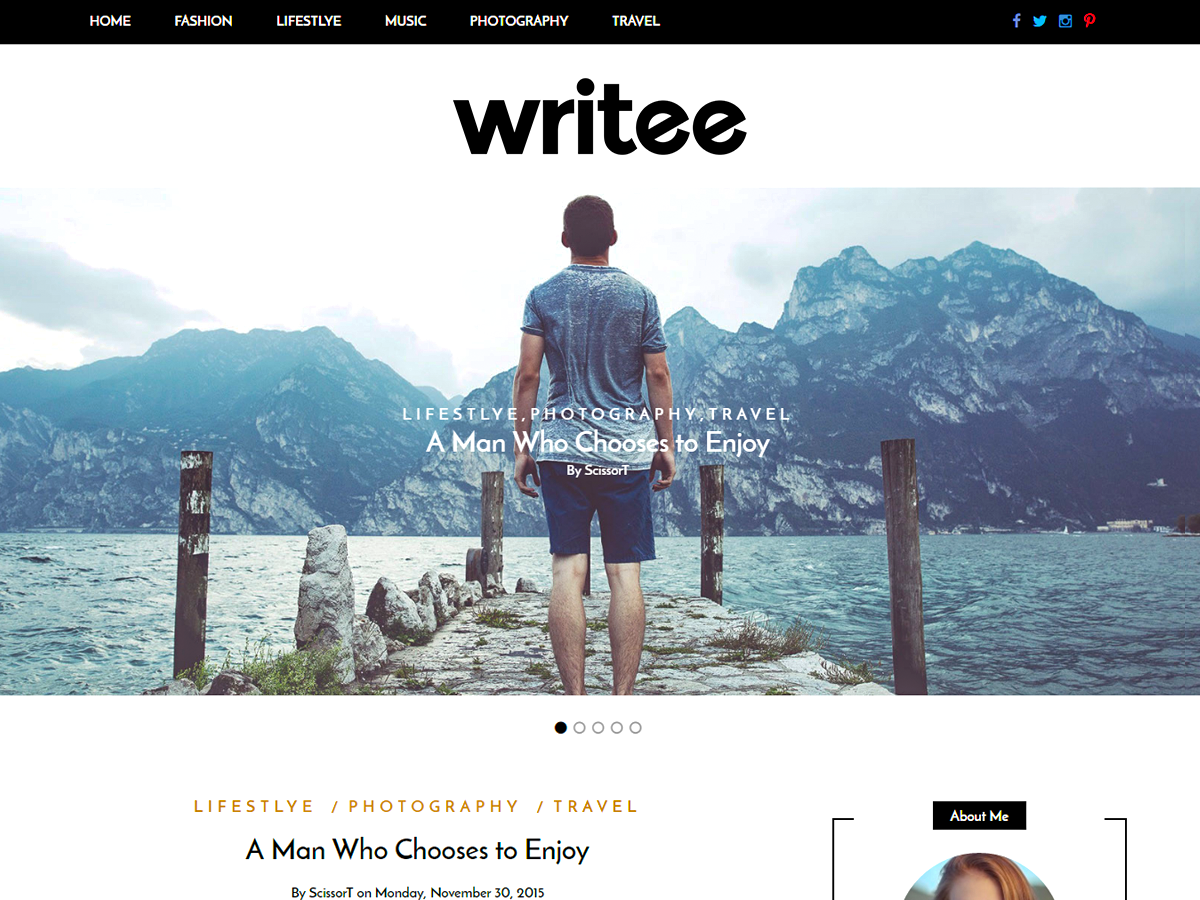 HOME FASHION LIFESTLYE MUSIC PHOTOGRAPHY TRAVEL
writee
LIFESTLYE,PHOTOGRAPHY,TRAVEL
A Man Who Chooses to Enjoy
By ScissorT
LIFESTLYE / PHOTOGRAPHY / TRAVEL
A Man Who Chooses to Enjoy
By ScissorT on Monday, November 30, 2015
About Me